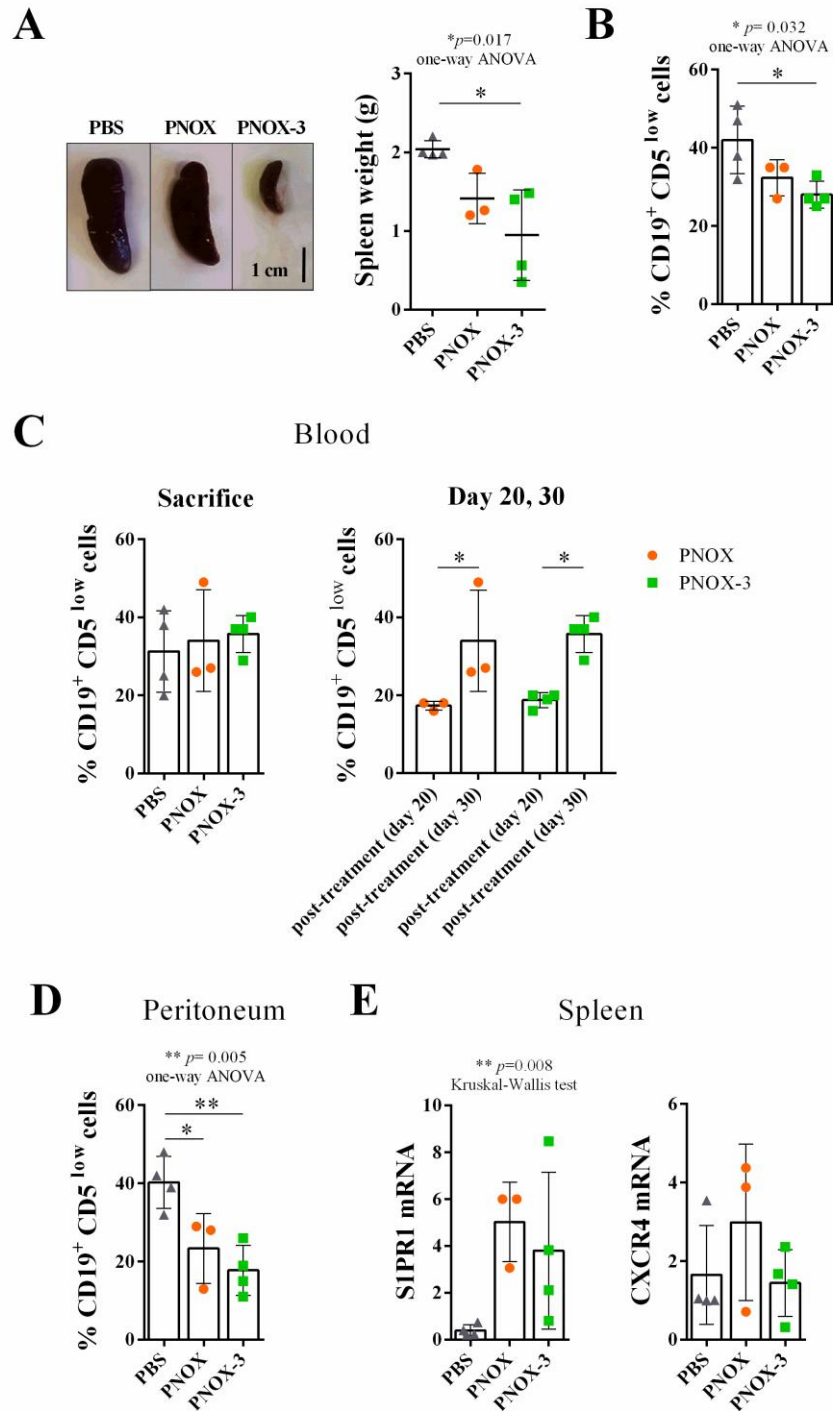 A
PBS PNOX PNOX-3
1 cm
*p=0.017
one-way ANOVA
Spleen weight (g)
3
2
1
0
*
PBS
PNOX
PNOX-3
B
* p= 0.032
one-way ANOVA
% CD19+ CD5 low cells
60
40
20
0
*
PBS
PNOX
PNOX-3
C
Blood
Sacrifice
% CD19+ CD5 low cells
60
40
20
0
PBS
PNOX
PNOX-3
Day 20, 30
% CD19+ CD5 low cells
60
40
20
0
* *
post-treatment (day 20)
post-treatment (day 30)
post-treatment (day 20)
post-treatment (day 30)
PNOX
PNOX-3
D
Peritoneum
** p= 0.005
one-way ANOVA
% CD19+ CD5 low cells
60
40
20
0
**
*
PBS
PNOX
PNOX-3
E
Spleen
** p=0.008
Kruskal-Wallis test
S1PR1 mRNA
10
8
6
4
2
0
PBS
PNOX
PNOX-3
CXCR4 mRNA
6
4
2
0
PBS
PNOX
PNOX-3